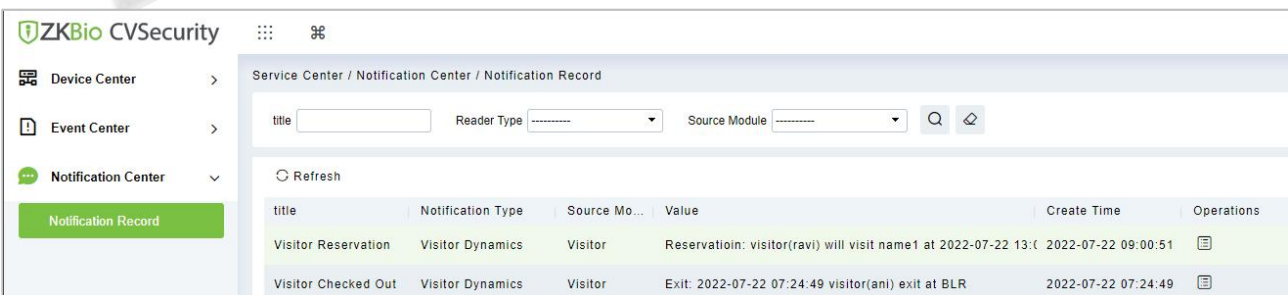 ZKBio CVSecurity
Device Center
Event Center
Notification Center
Notification Record
Service Center / Notification Center / Notification Record
title Reader Type ---------- Source Module ----------
Refresh
title Notification Type Source Mo... Value Create Time Operations
Visitor Reservation Visitor Dynamics Visitor Reservatioin: visitor(ravi) will visit name1 at 2022-07-22 13:( 2022-07-22 09:00:51
Visitor Checked Out Visitor Dynamics Visitor Exit: 2022-07-22 07:24:49 visitor(ani) exit at BLR 2022-07-22 07:24:49